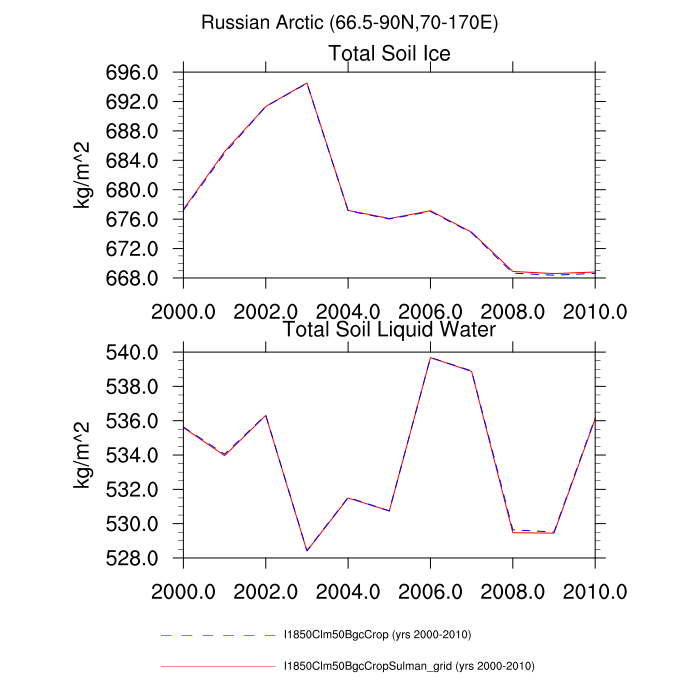 Russian Arctic (66.5-90N,70-170E)
Total Soil Ice
696.0
692.0
688.0
684.0
680.0
676.0
672.0
668.0
kg/m^2
2000.0 2002.0 2004.0 2006.0 2008.0 2010.0
Total Soil Liquid Water
540.0
538.0
536.0
534.0
532.0
530.0
528.0
kg/m^2
2000.0 2002.0 2004.0 2006.0 2008.0 2010.0
I1850Clm50BgcCrop (yrs 2000-2010)
I1850Clm50BgcCropSulman_grid (yrs 2000-2010)